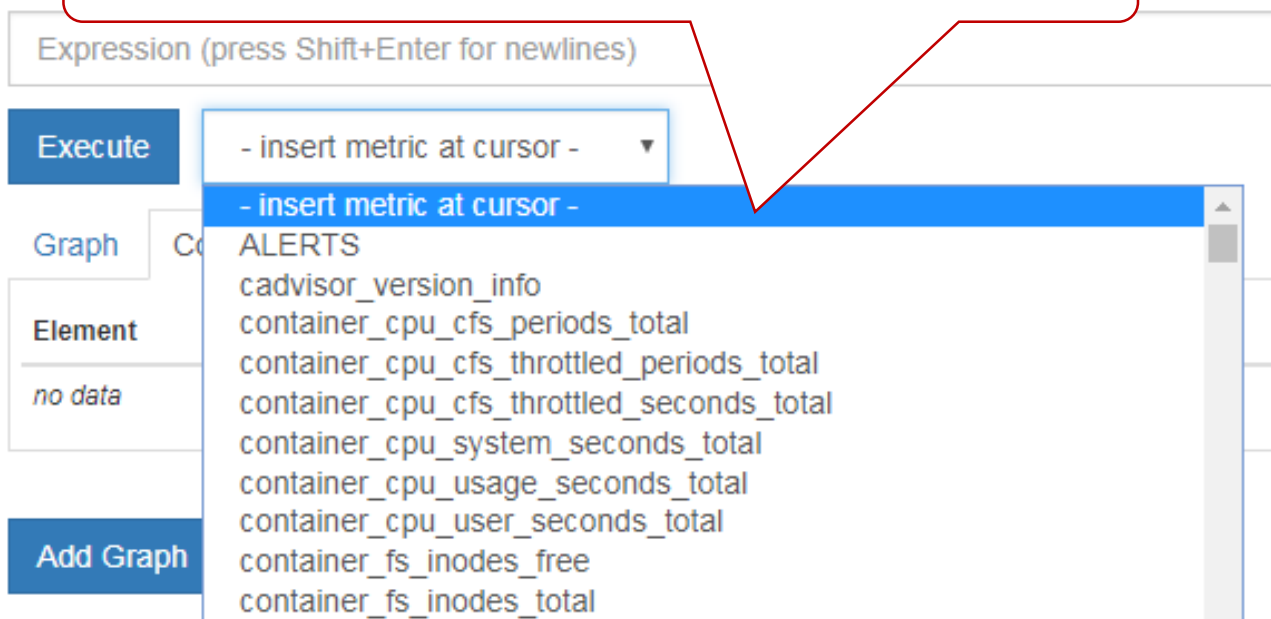 Expression (press Shift+Enter for newlines)
Execute
- insert metric at cursor -
- insert metric at cursor -
Graph
ALERTS
cadvisor_version_info
Element
container_cpu_cfs_periods_total
container_cpu_cfs_throttled_periods_total
no data
container_cpu_cfs_throttled_seconds_total
container_cpu_system_seconds_total
container_cpu_usage_seconds_total
container_cpu_user_seconds_total
Add Graph
container_fs_inodes_free
container_fs_inodes_total